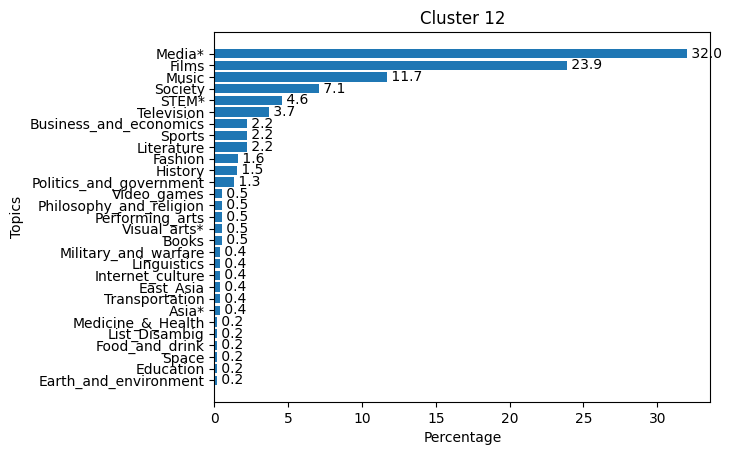 Cluster 12
Media* 32.0
Films 23.9
Music 11.7
Society 7.1
STEM* 4.6
Television 3.7
Business_and_economics 2.2
Sports 2.2
Literature 2.2
Fashion 1.6
History 1.5
Politics_and_government 1.3
Video_games 0.5
Philosophy_and_religion 0.5
Performing_arts 0.5
Visual_arts* 0.5
Books 0.5
Military_and_warfare 0.4
Linguistics 0.4
Internet_culture 0.4
East_Asia 0.4
Transportation 0.4
Asia* 0.4
Medicine_&_Health 0.2
List_Disambig 0.2
Food_and_drink 0.2
Space 0.2
Education 0.2
Earth_and_environment 0.2
Topics
0 5 10 15 20 25 30
Percentage